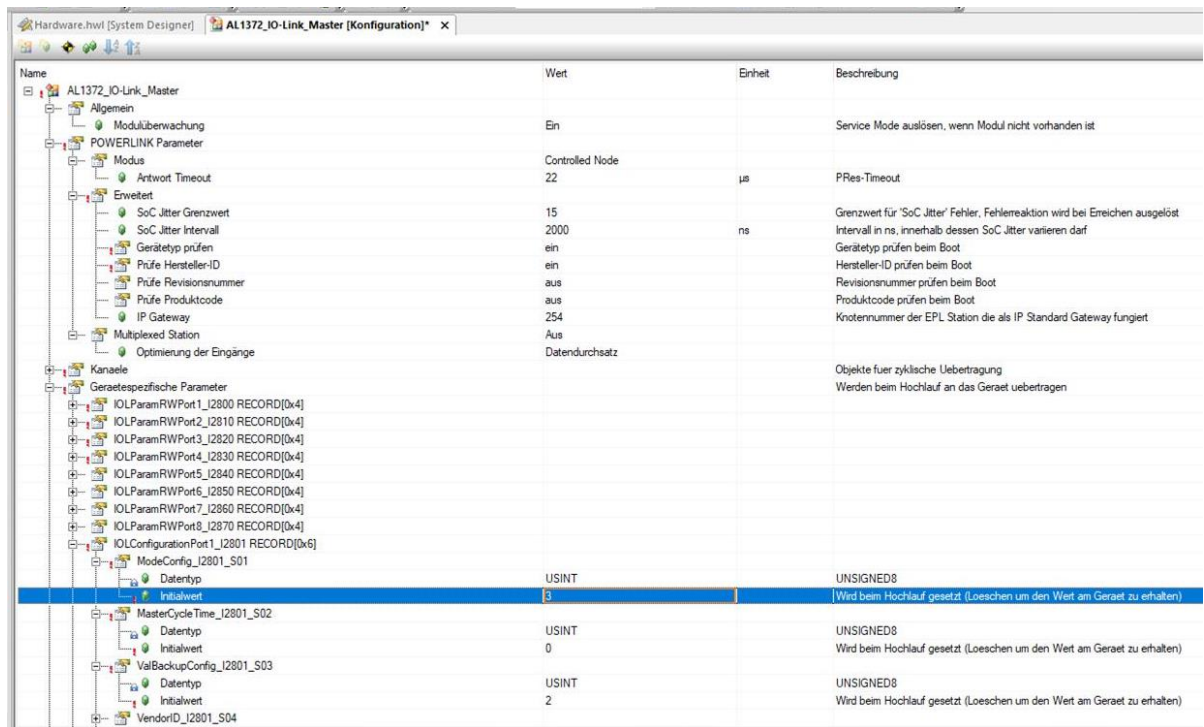 Hardware.hwl [System Designer] AL1372_IO-Link_Master [Konfiguration]* X
Name Wert Einheit Beschreibung
AL1372_IO-Link_Master
Allgemein
Modulüberwachung Ein Service Mode auslösen, wenn Modul nicht vorhanden ist
POWERLINK Parameter
Modus Controlled Node
Antwort Timeout 22 µs PRes-Timeout
Erweitert
SoC Jitter Grenzwert 15 Grenzwert für 'SoC Jitter' Fehler, Fehlerreaktion wird bei Erreichen ausgelöst
SoC Jitter Intervall 2000 ns Intervall in ns, innerhalb dessen SoC Jitter variieren darf
Gerätetyp prüfen ein Gerätetyp prüfen beim Boot
Prüfe Hersteller-ID ein Hersteller-ID prüfen beim Boot
Prüfe Revisionsnummer aus Revisionsnummer prüfen beim Boot
Prüfe Produktcode aus Produktcode prüfen beim Boot
IP Gateway 254 Knotennummer der EPL Station die als IP Standard Gateway fungiert
Multiplexed Station Aus
Optimierung der Eingänge Datendurchsatz
Kanaele Objekte fuer zyklische Uebertragung
Geraetespezifische Parameter Werden beim Hochlauf an das Geraet uebertragen
IOLParamRWPort1_I2800 RECORD[0x4]
IOLParamRWPort2_I2810 RECORD[0x4]
IOLParamRWPort3_I2820 RECORD[0x4]
IOLParamRWPort4_I2830 RECORD[0x4]
IOLParamRWPort5_I2840 RECORD[0x4]
IOLParamRWPort6_I2850 RECORD[0x4]
IOLParamRWPort7_I2860 RECORD[0x4]
IOLParamRWPort8_I2870 RECORD[0x4]
IOLConfigurationPort1_I2801 RECORD[0x6]
ModeConfig_I2801_S01
Datentyp USINT UNSIGNED8
Initialwert 3 Wird beim Hochlauf gesetzt (Loeschen um den Wert am Geraet zu erhalten)
MasterCycleTime_I2801_S02
Datentyp USINT UNSIGNED8
Initialwert 0 Wird beim Hochlauf gesetzt (Loeschen um den Wert am Geraet zu erhalten)
ValBackupConfig_I2801_S03
Datentyp USINT UNSIGNED8
Initialwert 2 Wird beim Hochlauf gesetzt (Loeschen um den Wert am Geraet zu erhalten)
VendorID_I2801_S04